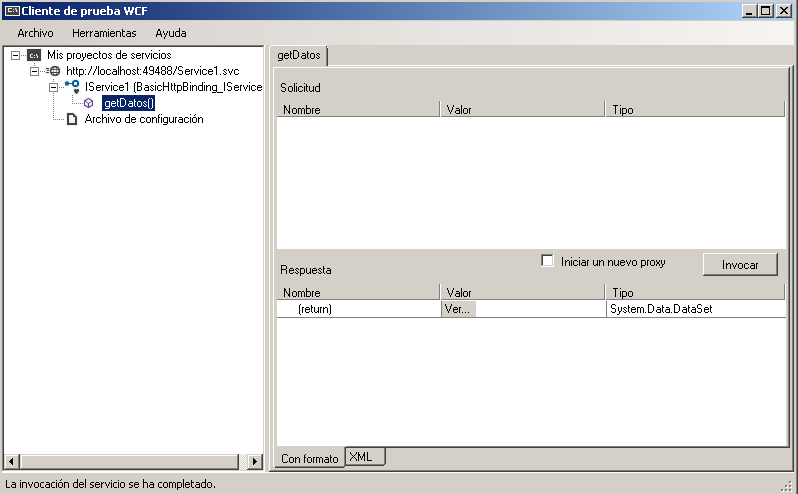 Cliente de prueba WCF
Archivo Herramientas Ayuda
Mis proyectos de servicios
http://localhost:49488/Service1.svc
IService1 (BasicHttpBinding_IService
getDatos()
Archivo de configuración
getDatos
Solicitud
Nombre Valor Tipo
Respuesta
Iniciar un nuevo proxy
Invocar
Nombre Valor Tipo
(return) Ver... System.Data.DataSet
Con formato XML
La invocación del servicio se ha completado.